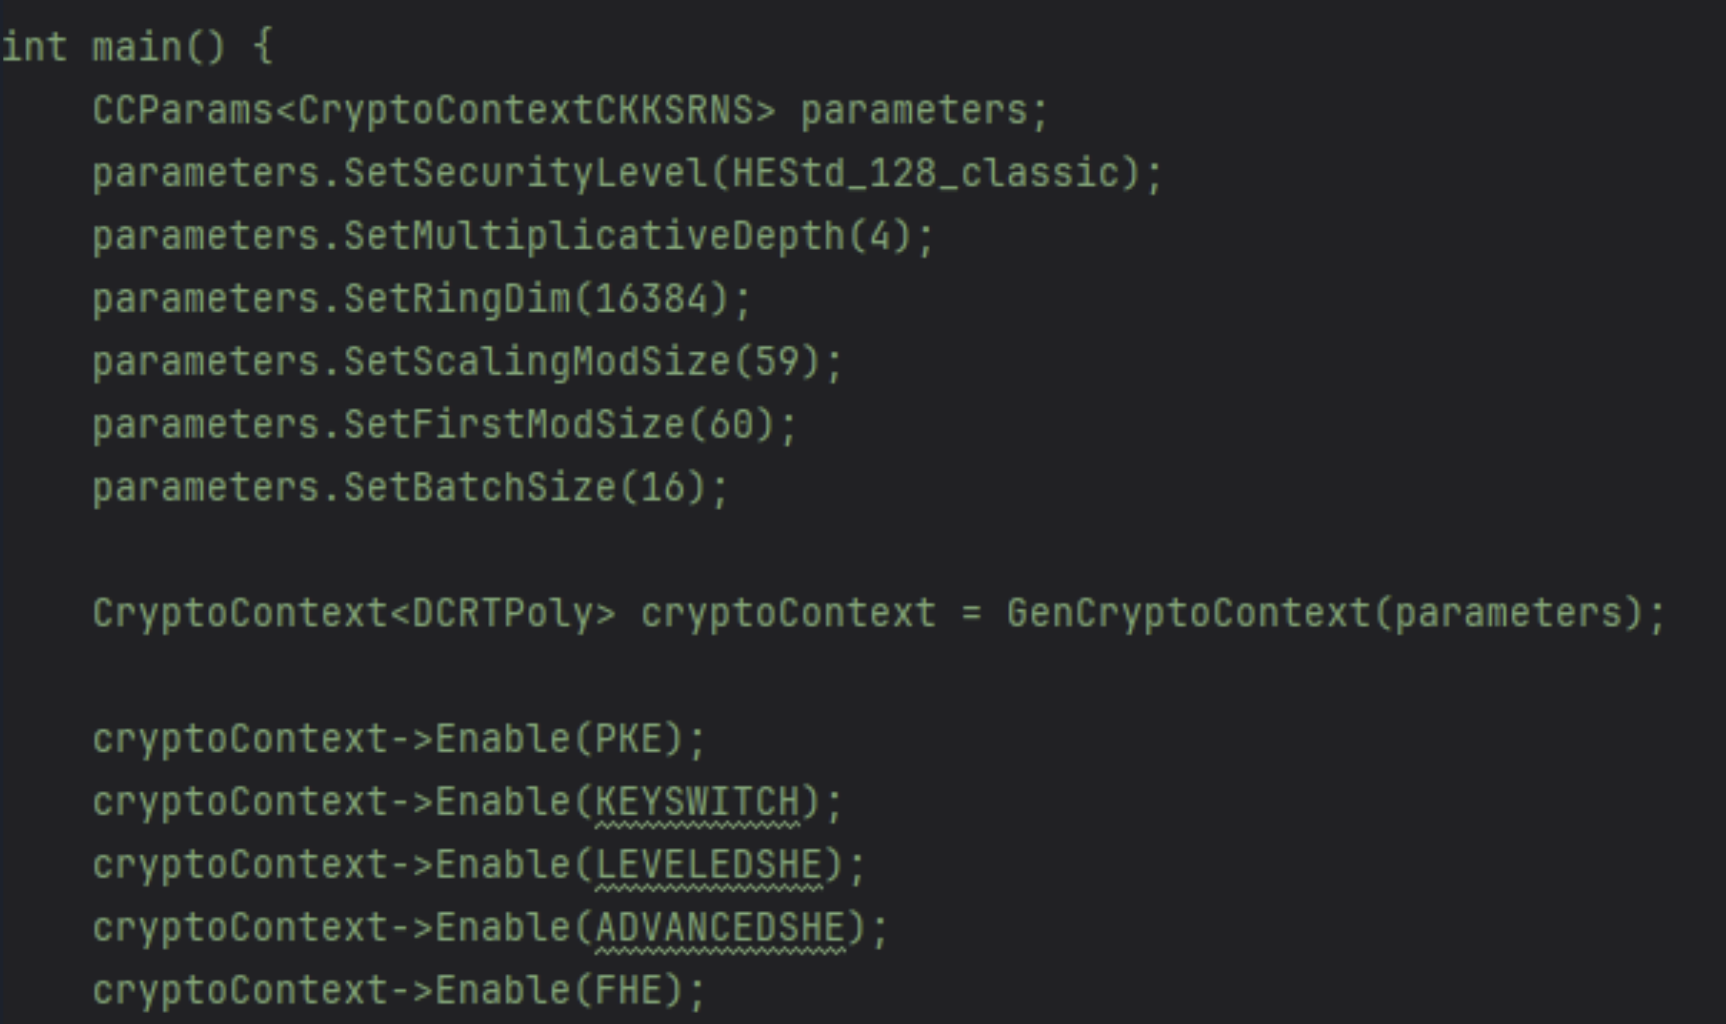 int main() {
    CCParams<CryptoContextCKKSRNS> parameters;
    parameters.SetSecurityLevel(HEStd_128_classic);
    parameters.SetMultiplicativeDepth(4);
    parameters.SetRingDim(16384);
    parameters.SetScalingModSize(59);
    parameters.SetFirstModSize(60);
    parameters.SetBatchSize(16);
    CryptoContext<DCRTPoly> cryptoContext = GenCryptoContext(parameters);
    cryptoContext->Enable(PKE);
    cryptoContext->Enable(KEYSWITCH);
    cryptoContext->Enable(LEVELEDSHE);
    cryptoContext->Enable(ADVANCEDSHE);
    cryptoContext->Enable(FHE);